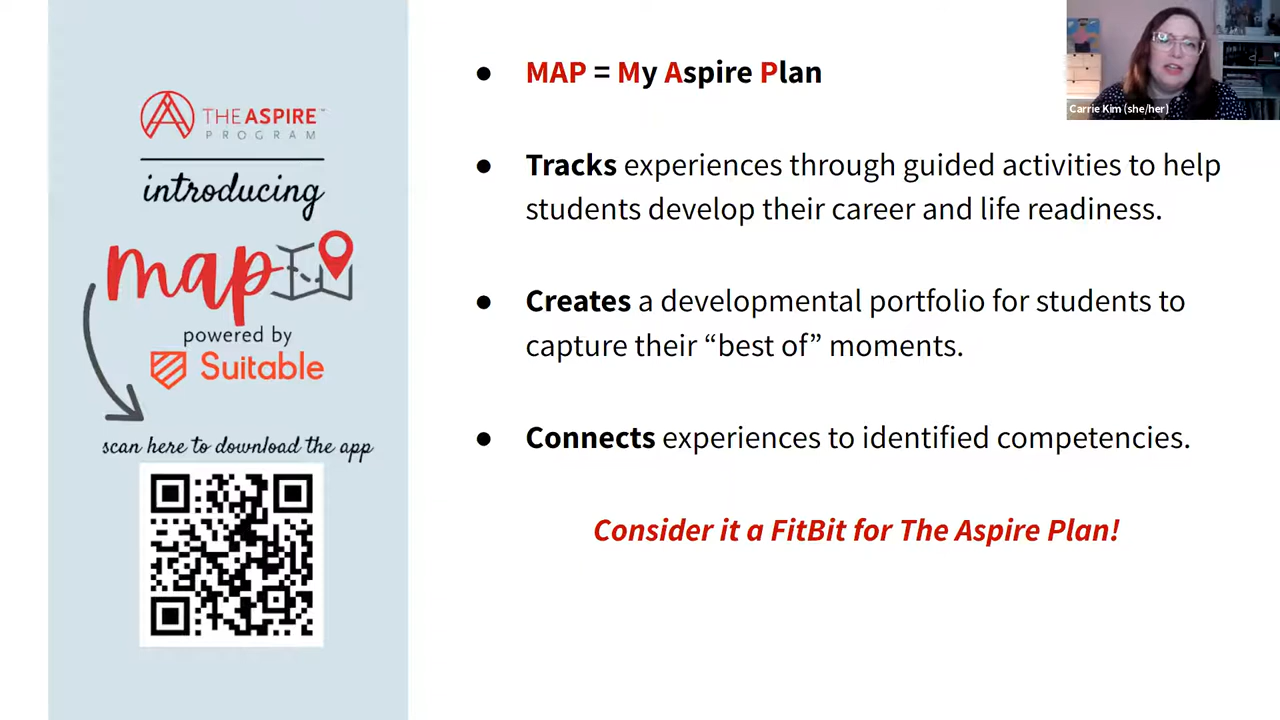 THE ASPIRE™
PROGRAM
introducing
map
powered by
Suitable
scan here to download the app
● MAP = My Aspire Plan
● Tracks experiences through guided activities to help
students develop their career and life readiness.
● Creates a developmental portfolio for students to
capture their “best of” moments.
● Connects experiences to identified competencies.
Consider it a FitBit for The Aspire Plan!
Carrie Kim (she/her)